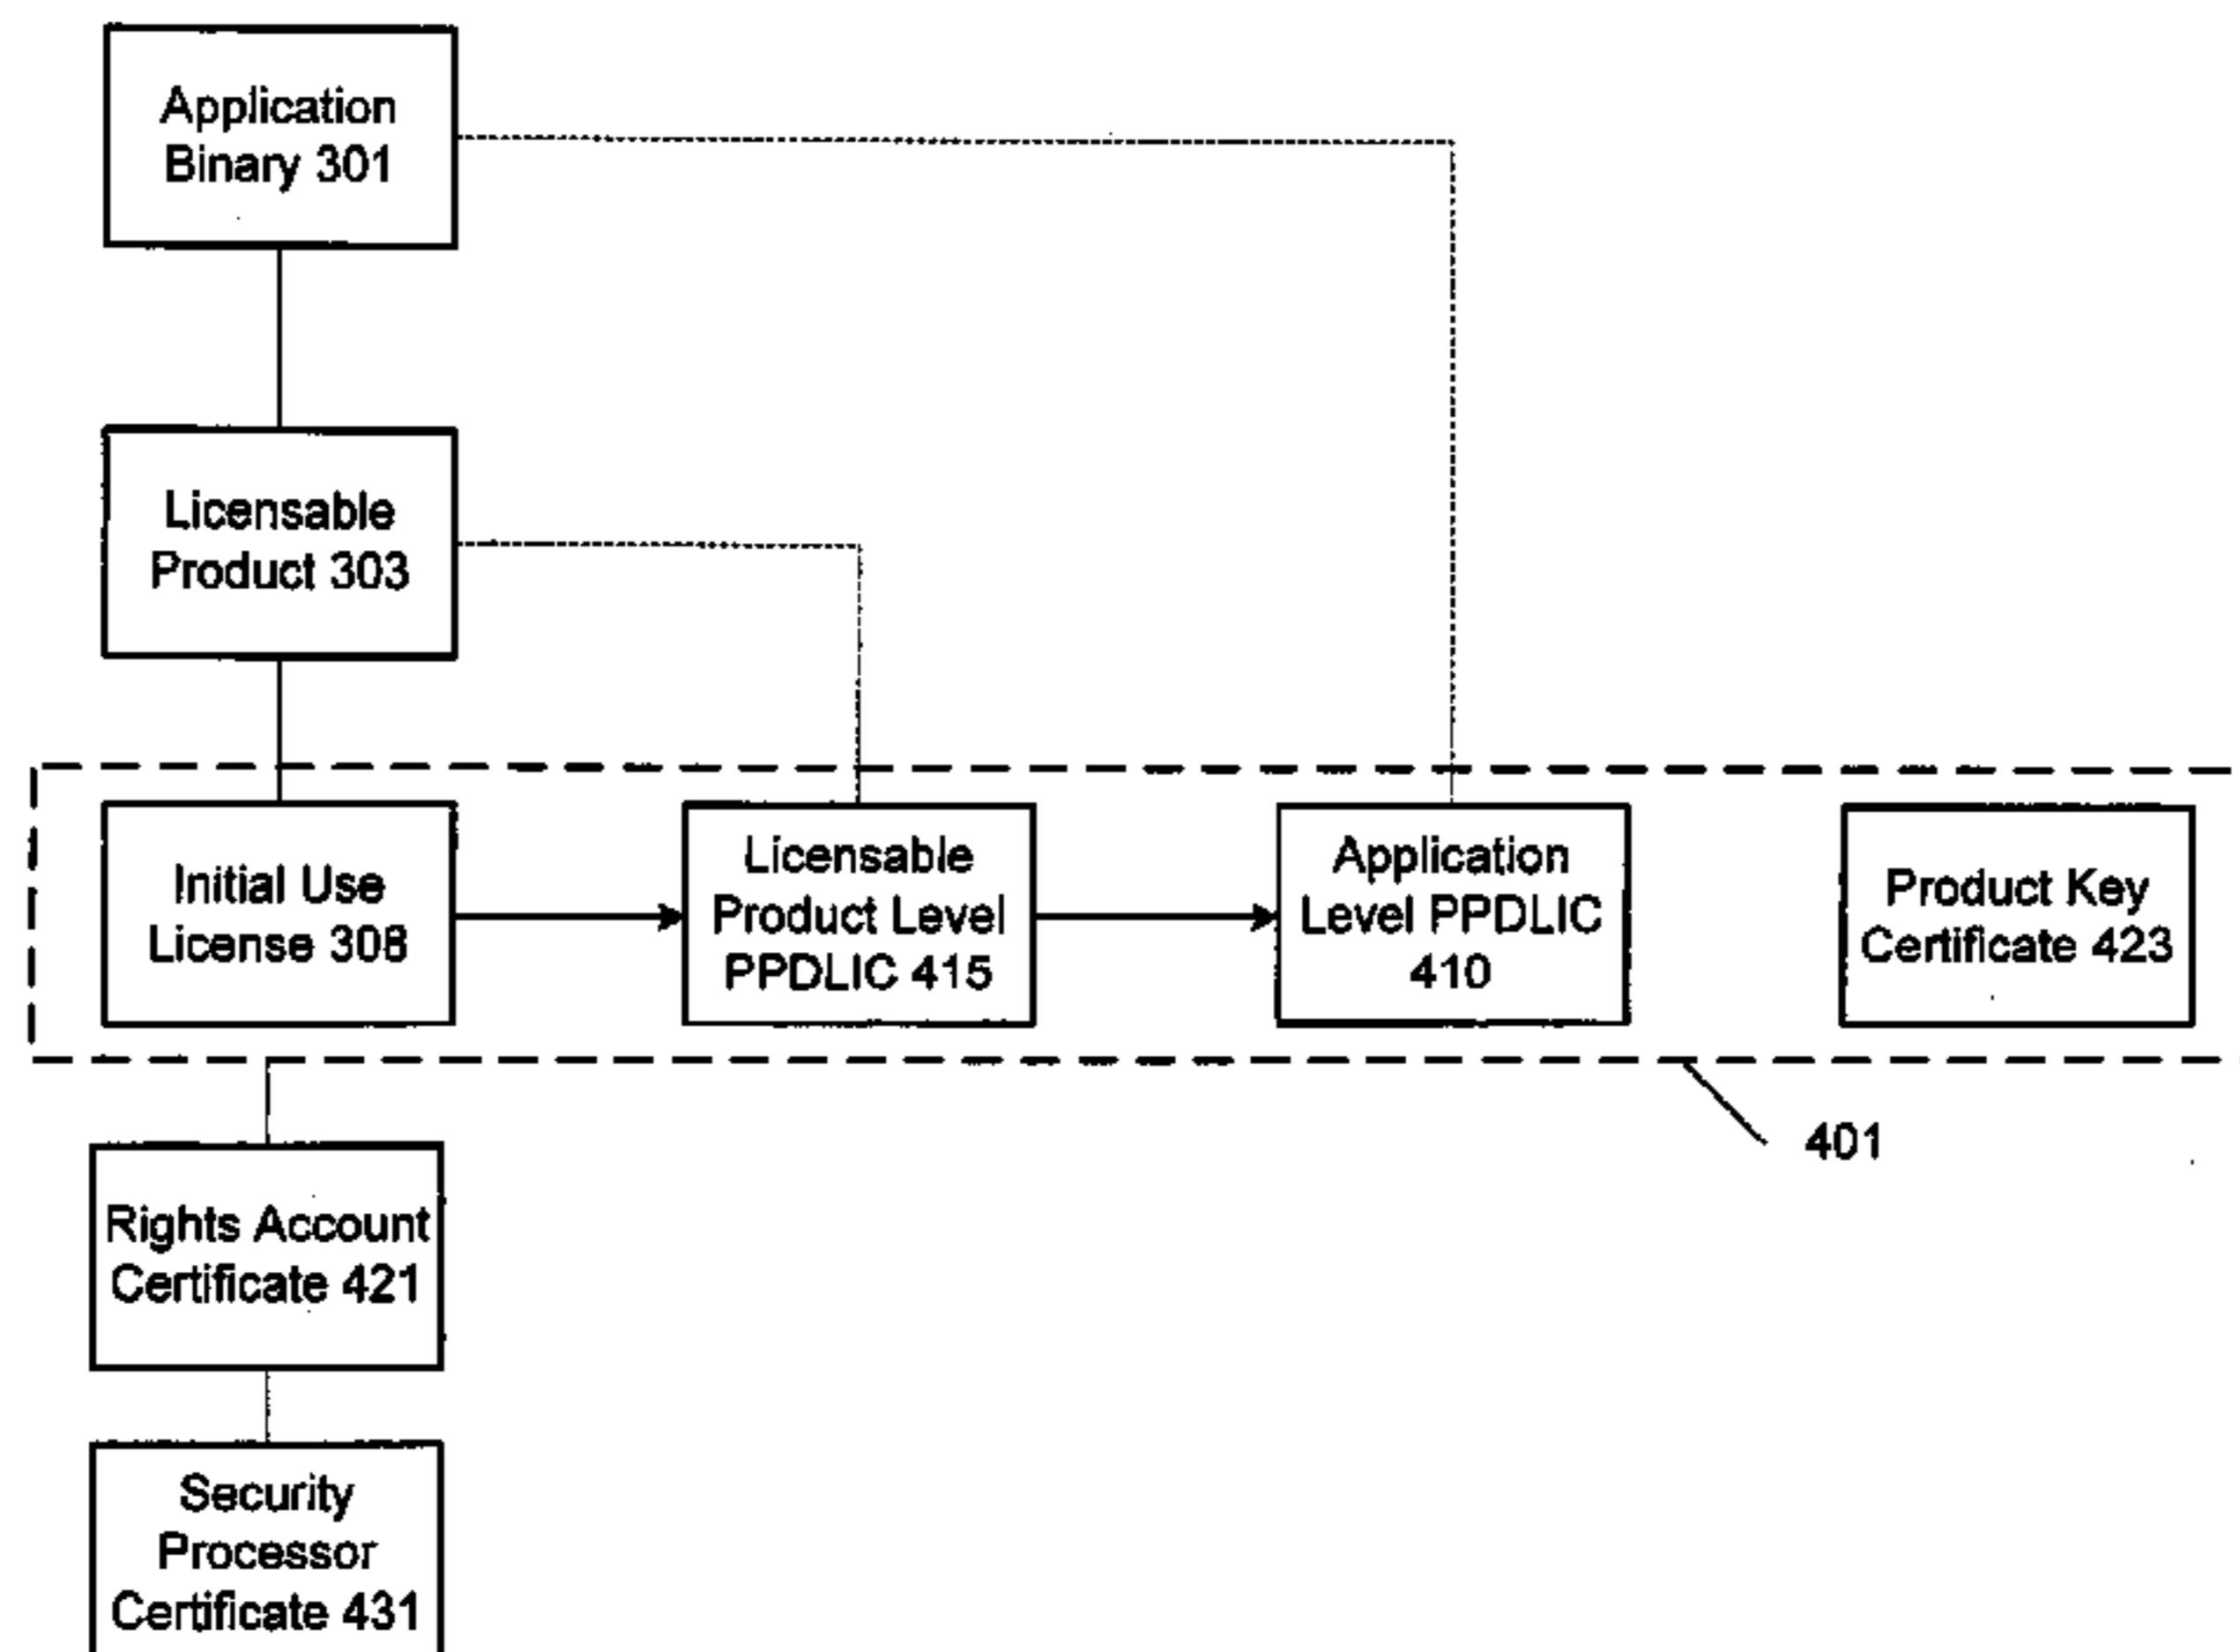 Application
Binary 301
Licensable
Product 303
Initial Use
License 308
Licensable
Product Level
PPDLIC 415
Application
Level PPDLIC
410
Product Key
Certificate 423
401
Rights Account
Certificate 421
Security
Processor
Certificate 431